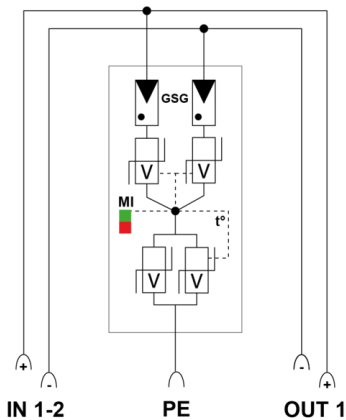 GSG
V V
MI
t°
V V
+ - - +
IN 1-2 PE OUT 1